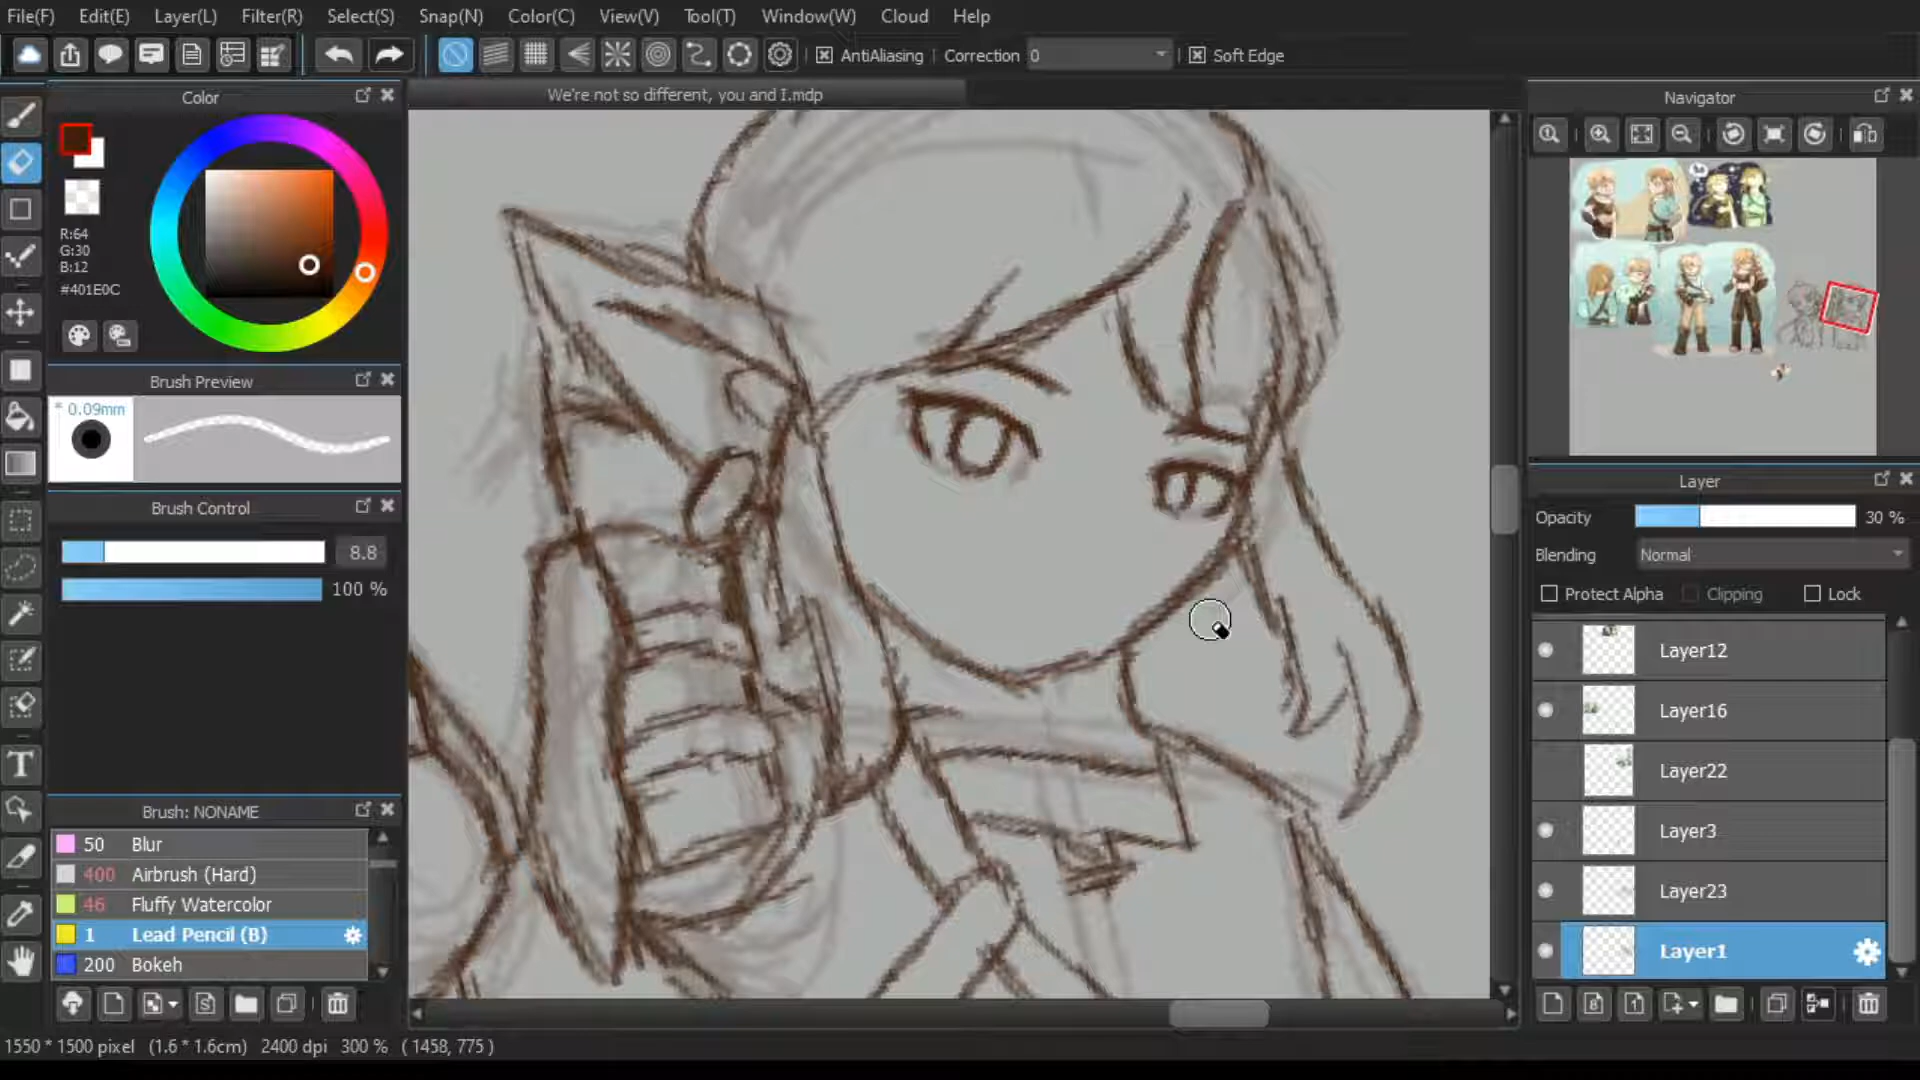 File(F) Edit(E) Layer(L) Filter(R) Select(S) Snap(N) Color(C) View(V) Tool(T) Window(W) Cloud Help
AntiAliasing Correction 0 Soft Edge
Color
We're not so different, you and I.mdp
Navigator
R:64
G:30
B:12
#401E0C
Brush Preview
* 0.09mm
Brush Control
8.8
100 %
Brush: NONAME
50 Blur
400 Airbrush (Hard)
46 Fluffy Watercolor
1 Lead Pencil (B)
200 Bokeh
Layer
Opacity 30 %
Blending Normal
Protect Alpha Clipping Lock
Layer12
Layer16
Layer22
Layer3
Layer23
Layer1
1550 * 1500 pixel (1.6 * 1.6cm) 2400 dpi 300 % ( 1458, 775 )